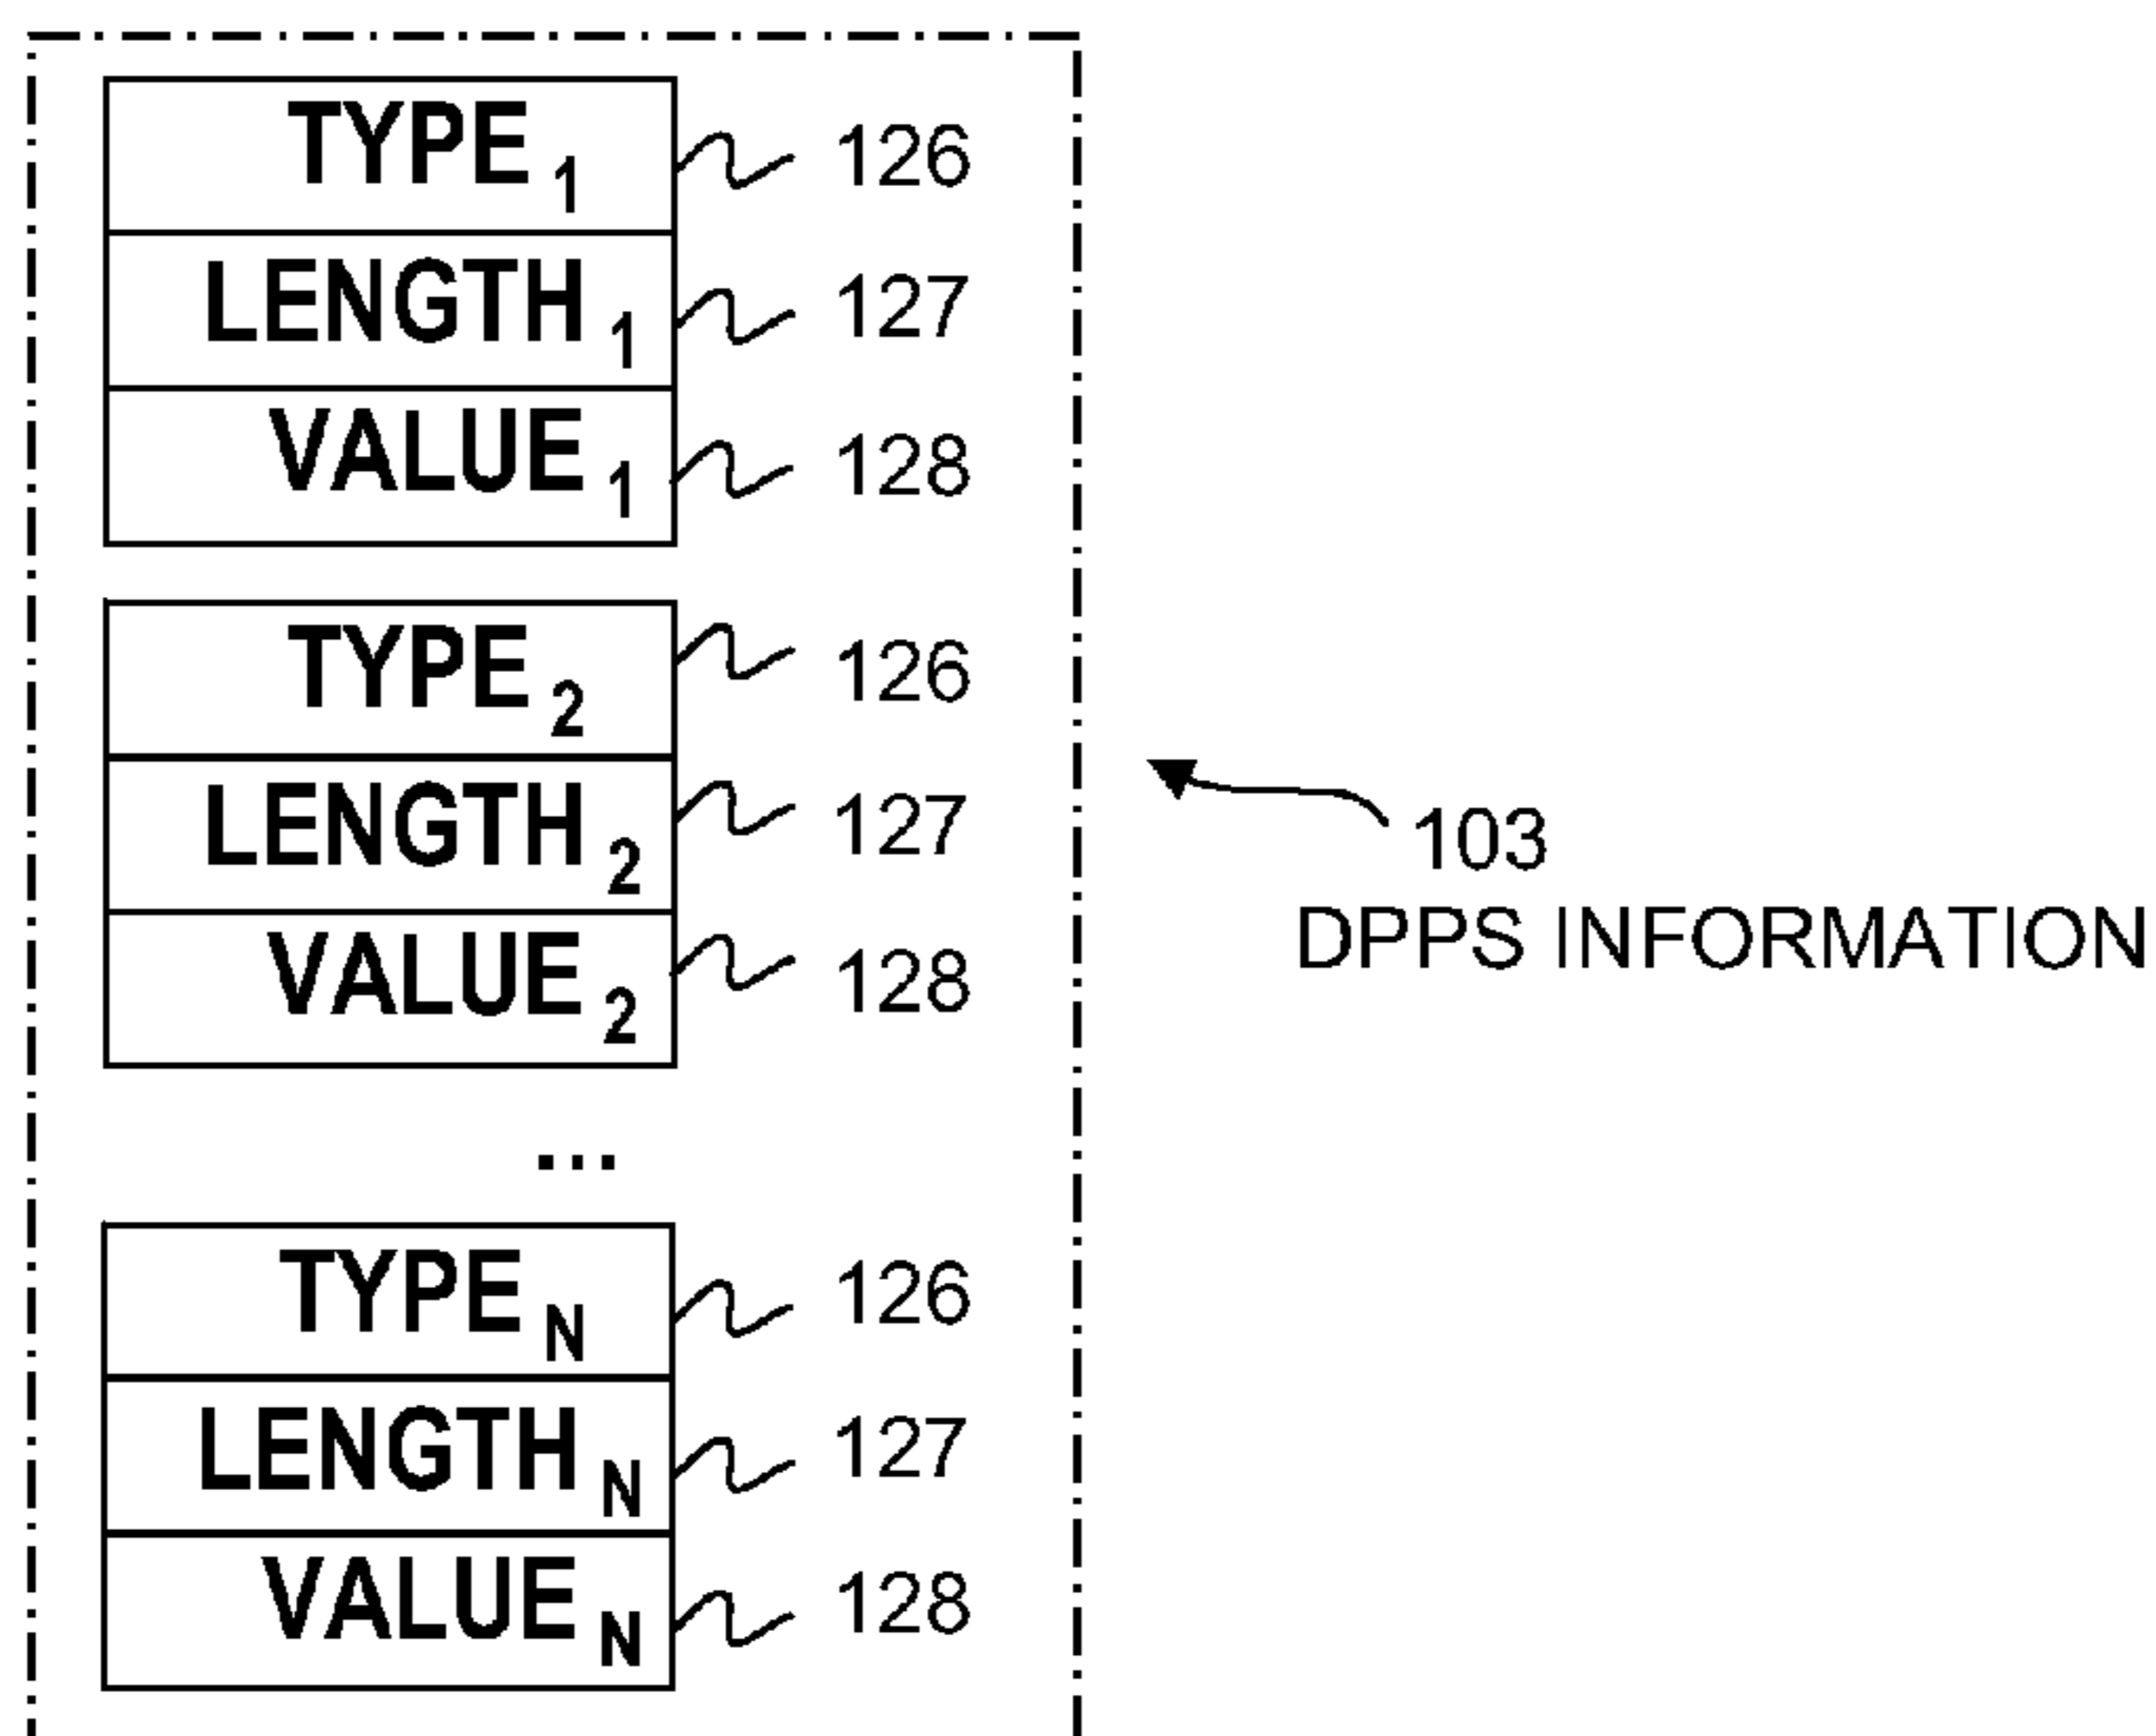 TYPE 1 126
LENGTH 1 127
VALUE 1 128
TYPE 2 126
LENGTH 2 127
VALUE 2 128
103
DPPS INFORMATION
...
TYPE N 126
LENGTH N 127
VALUE N 128